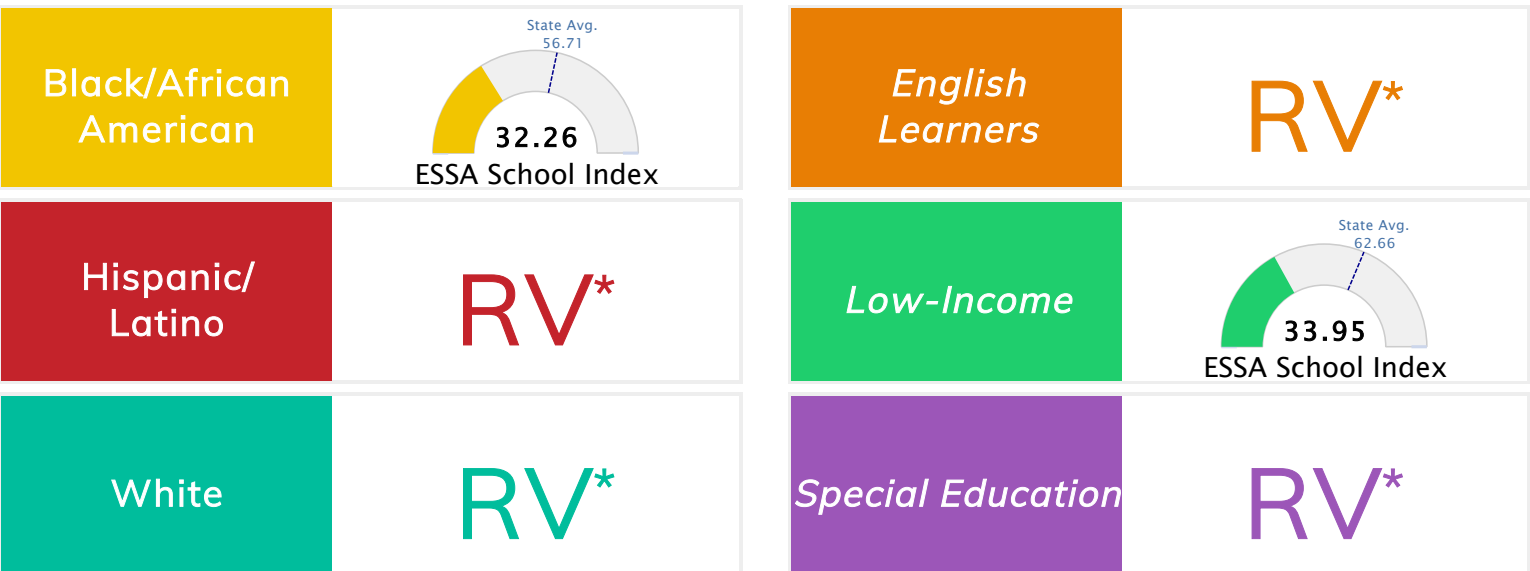 Black/African
American
State Avg.
56.71
32.26
ESSA School Index
English
Learners
RV*
Hispanic/
Latino
RV*
Low-Income
State Avg.
62.66
33.95
ESSA School Index
White
RV*
Special Education
RV*